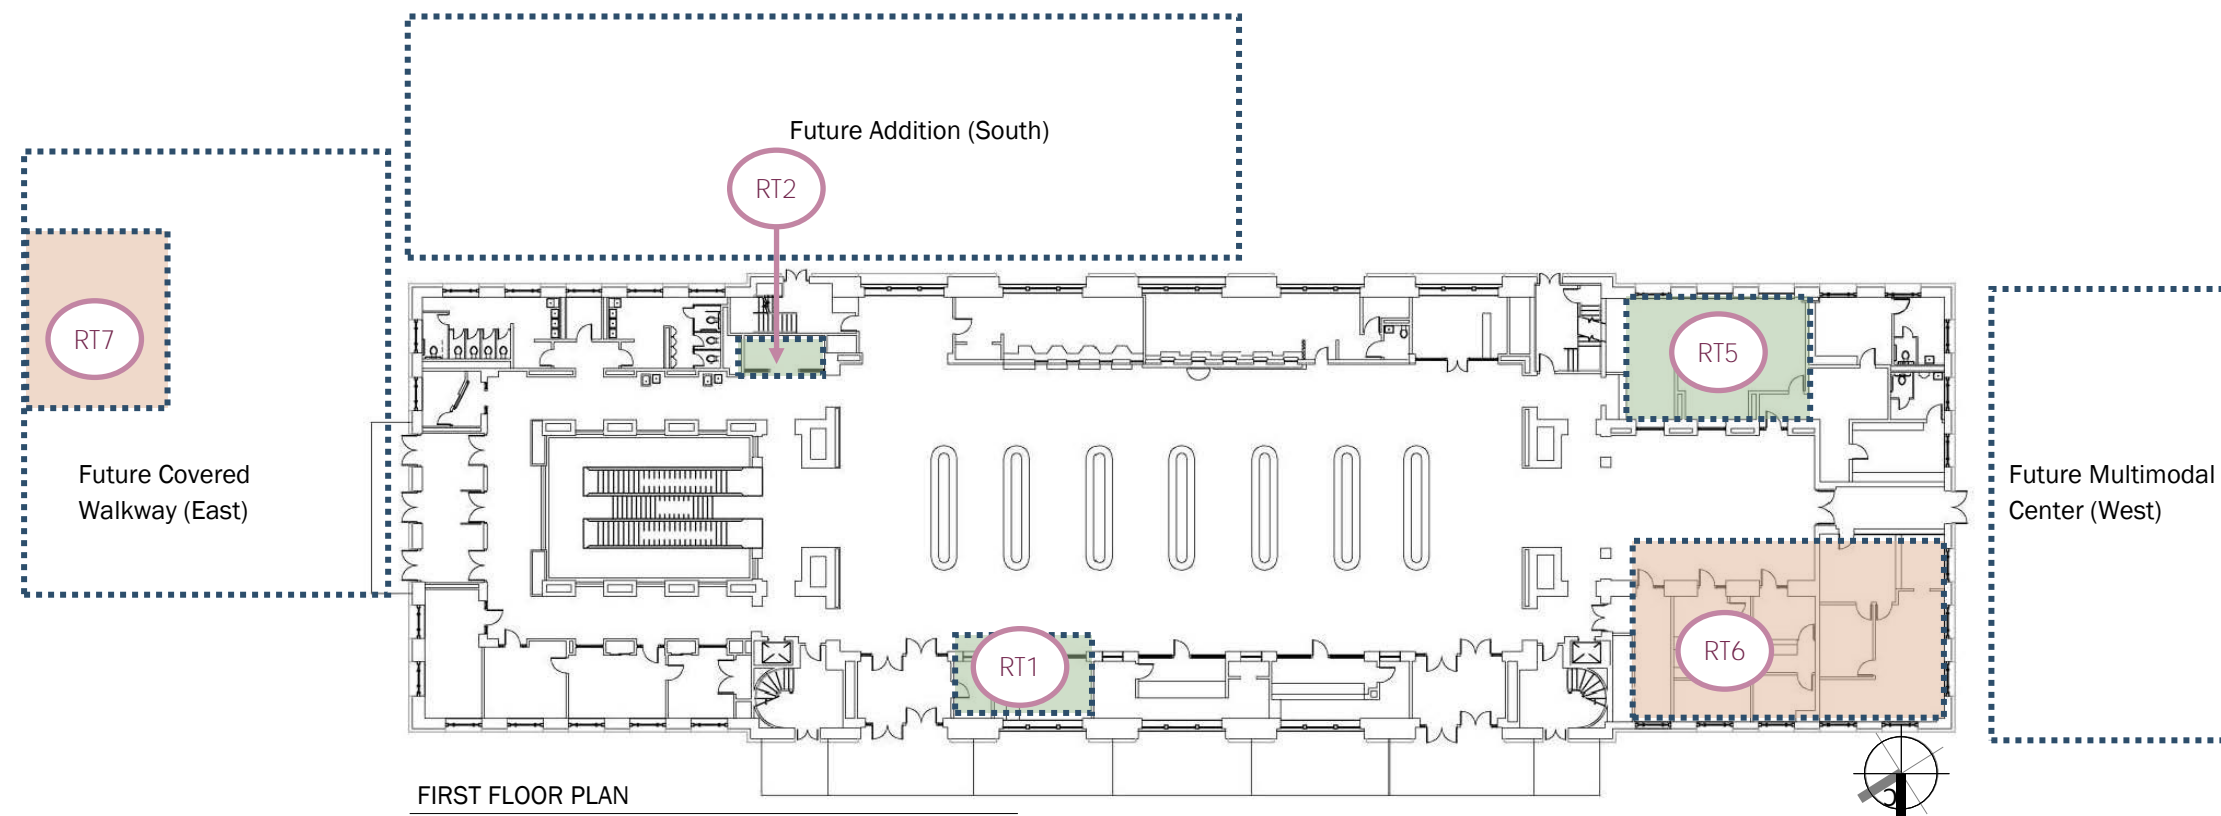 Future Addition (South)
RT2
RT7
RT5
Future Covered
Walkway (East)
Future Multimodal
Center (West)
RT1
RT6
FIRST FLOOR PLAN